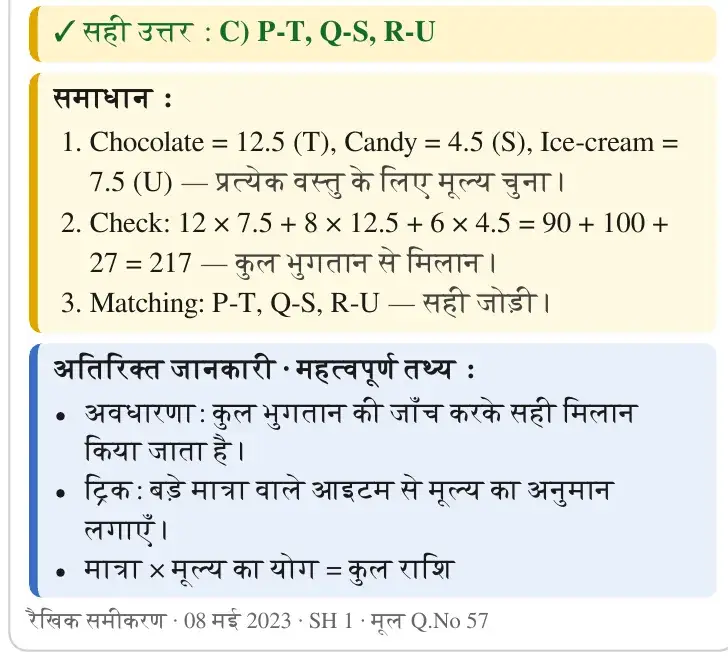 ✓ सही उत्तर : C) P-T, Q-S, R-U
समाधान :
1. Chocolate = 12.5 (T), Candy = 4.5 (S), Ice-cream =
7.5 (U) — प्रत्येक वस्तु के लिए मूल्य चुना।
2. Check: 12 × 7.5 + 8 × 12.5 + 6 × 4.5 = 90 + 100 +
27 = 217 — कुल भुगतान से मिलान।
3. Matching: P-T, Q-S, R-U — सही जोड़ी।
अतिरिक्त जानकारी · महत्वपूर्ण तथ्य :
• अवधारणा : कुल भुगतान की जाँच करके सही मिलान
किया जाता है।
• ट्रिक : बड़े मात्रा वाले आइटम से मूल्य का अनुमान
लगाएँ।
• मात्रा × मूल्य का योग = कुल राशि
रैखिक समीकरण · 08 मई 2023 · SH 1 · मूल Q.No 57